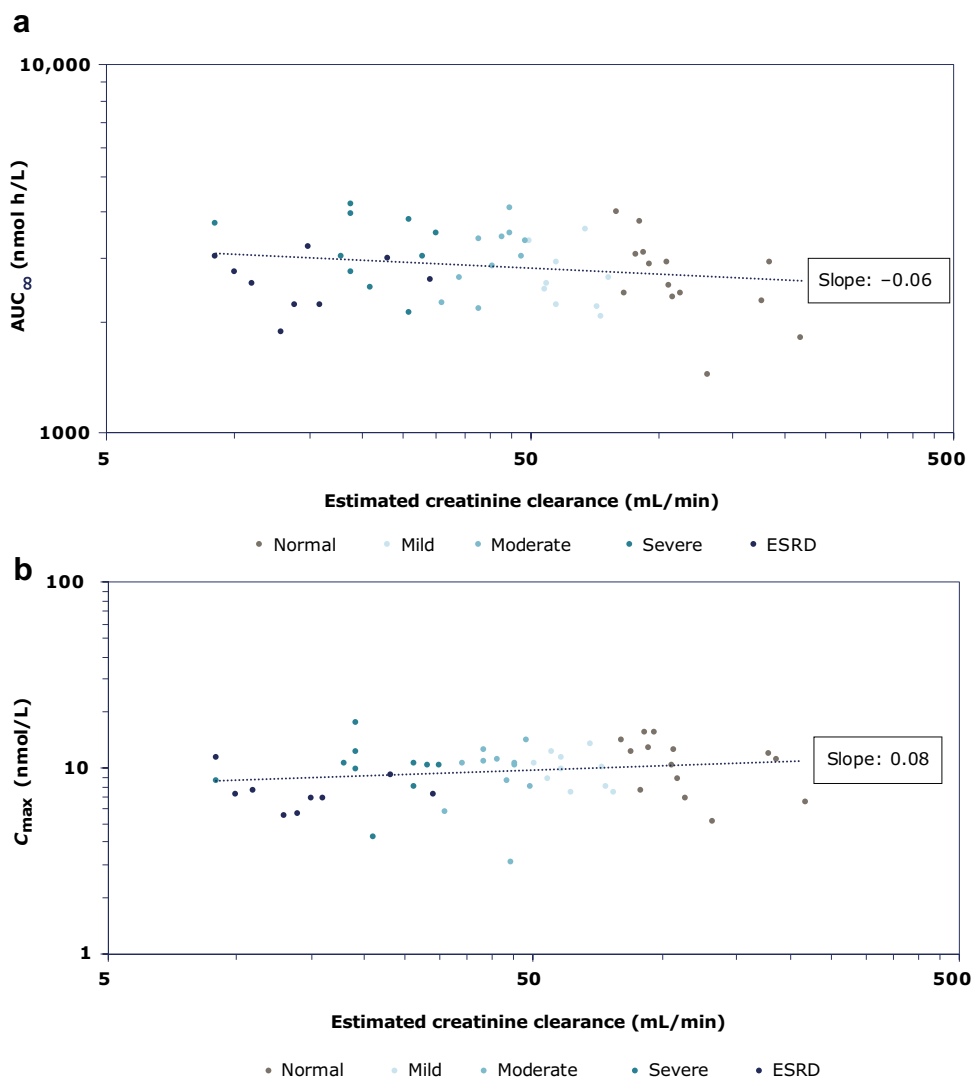 a
10,000
AUC∞ (nmol h/L)
Slope: −0.06
1000
5
50
500
Estimated creatinine clearance (mL/min)
Normal
Mild
Moderate
Severe
ESRD
b
100
Cmax (nmol/L)
Slope: 0.08
10
1
5
50
500
Estimated creatinine clearance (mL/min)
Normal
Mild
Moderate
Severe
ESRD